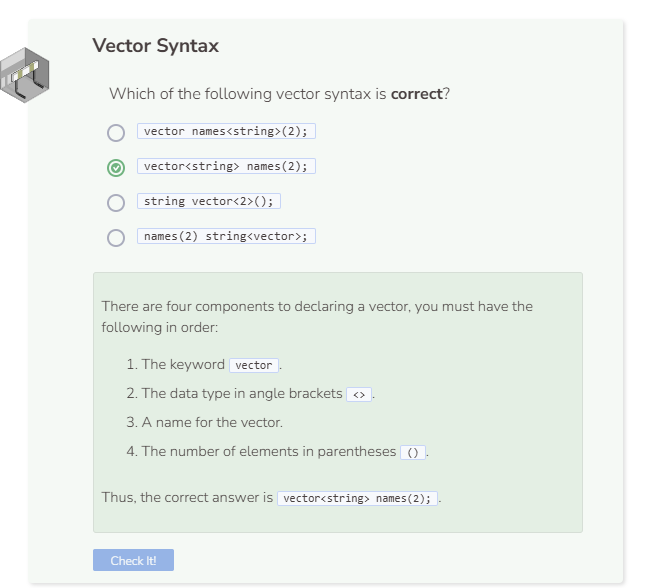 Vector Syntax
Which of the following vector syntax is correct?
vector names<string>(2);
vector<string> names(2);
string vector<2>();
names(2) string<vector>;
There are four components to declaring a vector, you must have the
following in order:
1. The keyword vector.
2. The data type in angle brackets <>.
3. A name for the vector.
4. The number of elements in parentheses ().
Thus, the correct answer is vector<string> names(2);.
Check It!